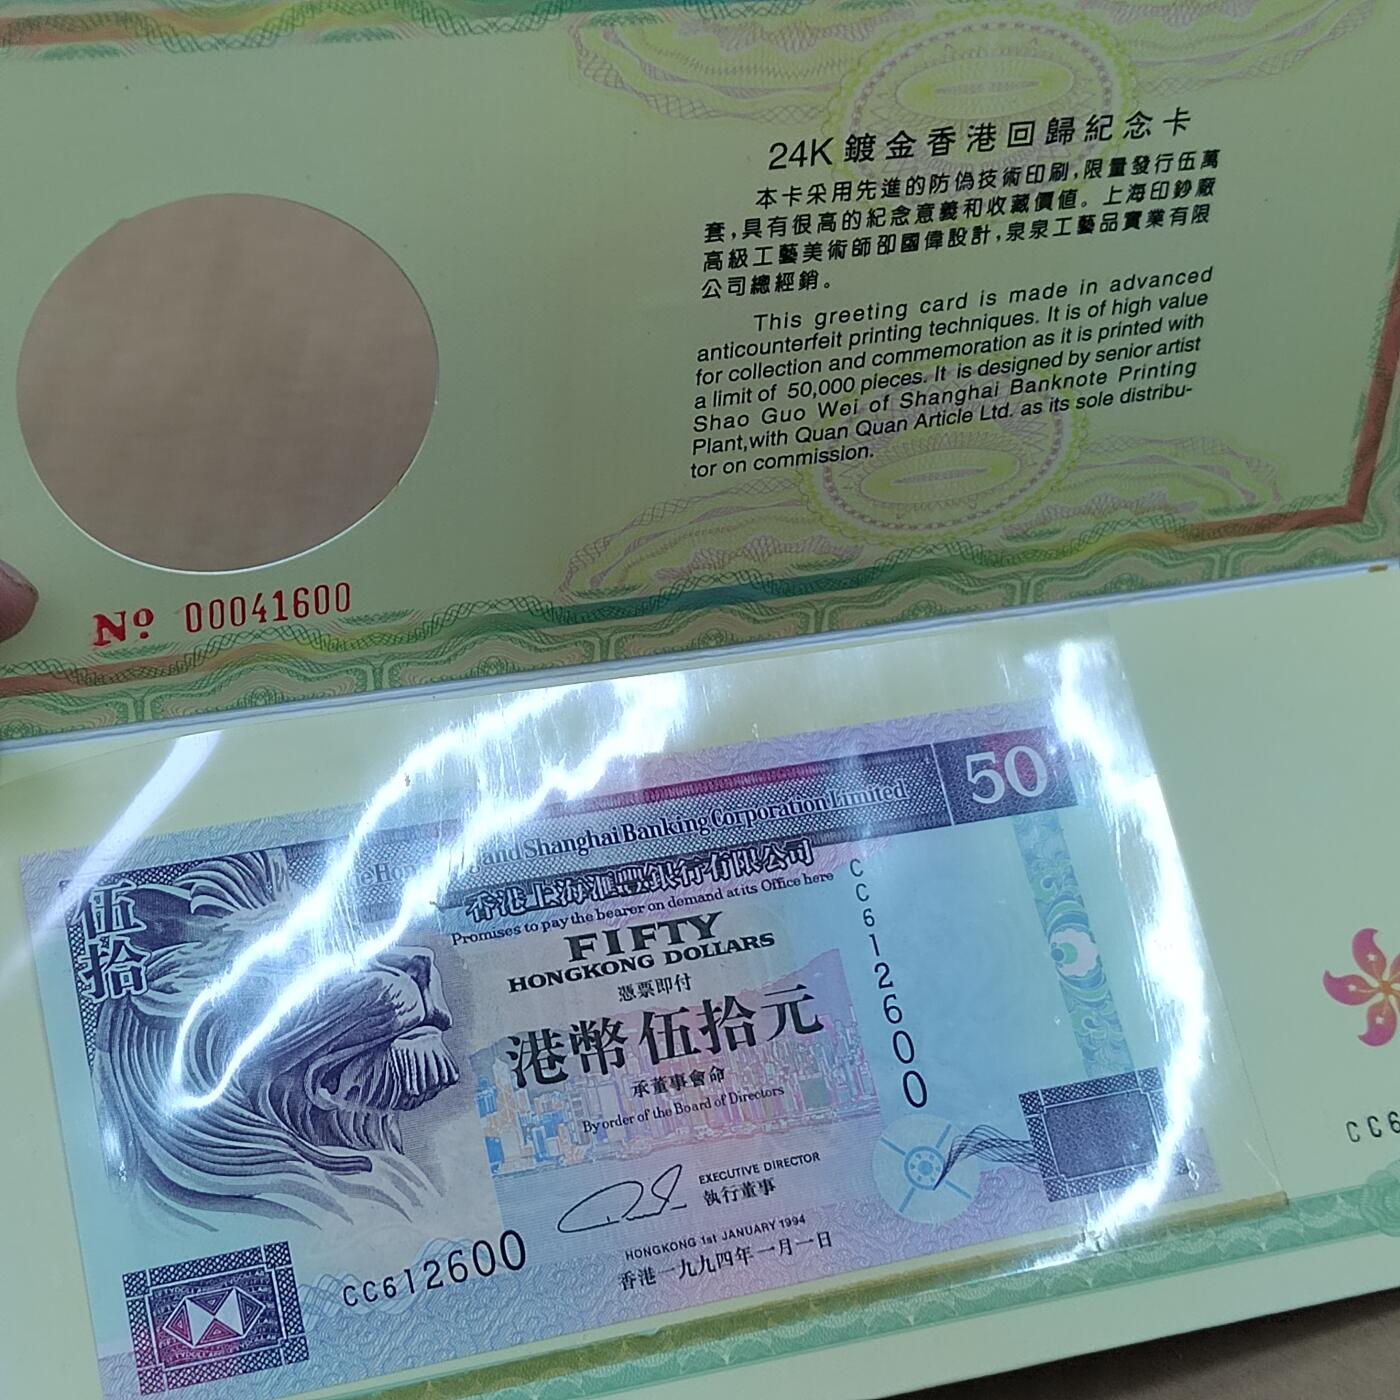 24K 鍍金香港回歸紀念卡
本卡采用先進的防偽技術印刷,限量發行伍萬
套,具有很高的紀念意義和收藏價值。上海印鈔廠
高級工藝美術師邵國偉設計,泉泉工藝品實業有限
公司總經銷。
This greeting card is made in advanced
anticounterfeit printing techniques. It is of high value
for collection and commemoration as it is printed with
a limit of 50,000 pieces. It is designed by senior artist
Shao Guo Wei of Shanghai Banknote Printing
Plant,with Quan Quan Article Ltd. as its sole distribu-
tor on commission.
Nº 00041600
50
and Shanghai Banking Corporation Limited
香港上海滙豐銀行有限公司
Promises to pay the bearer on demand at its Office here
伍拾
FIFTY
HONGKONG DOLLARS
憑票即付
港幣伍拾元
承董事會命
By order of the Board of Directors
CC612600
EXECUTIVE DIRECTOR
執行董事
HONGKONG 1st JANUARY 1994
香港一九九四年一月一日
CC612600
CC6